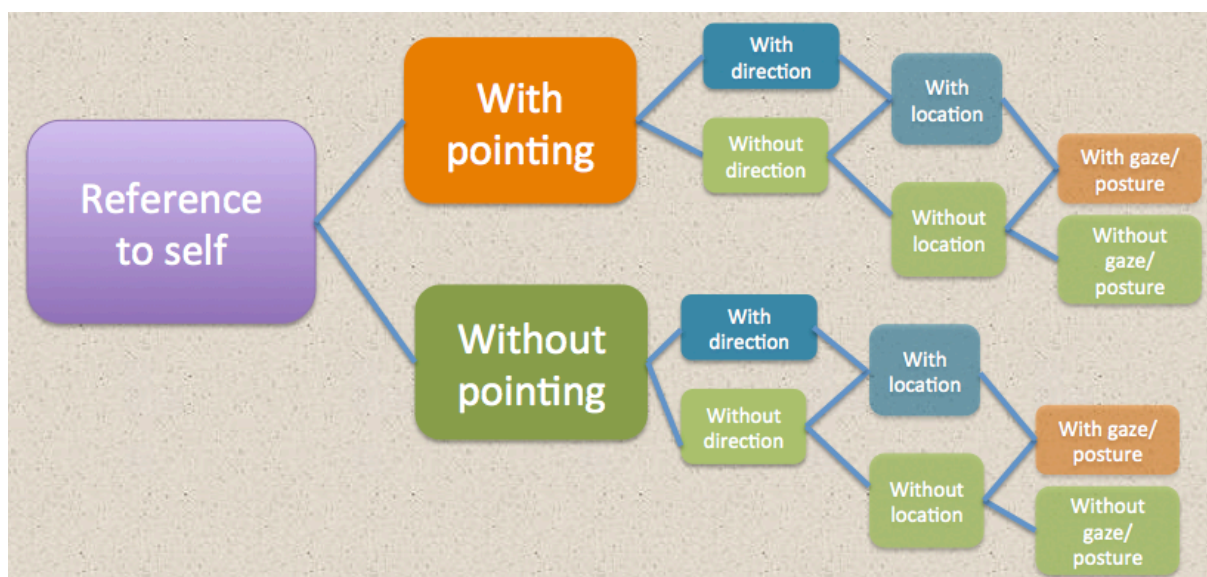 Reference
to self
With
pointing
With
direction
Without
direction
With
location
Without
location
With gaze/
posture
Without
gaze/
posture
Without
pointing
With
direction
Without
direction
With
location
Without
location
With gaze/
posture
Without
gaze/
posture